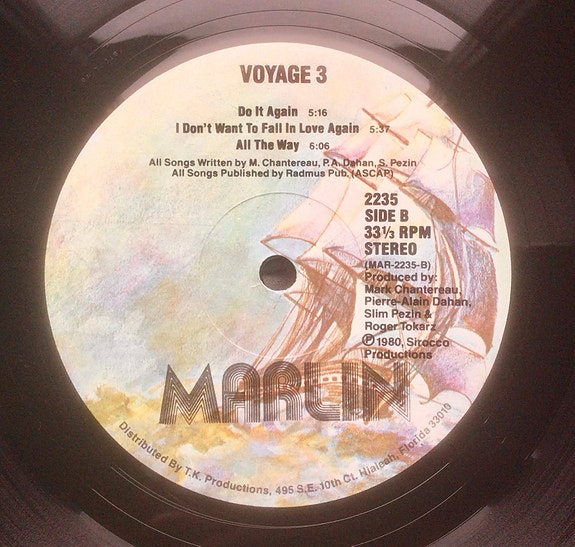 VOYAGE 3
Do It Again 5:16
I Don't Want To Fall In Love Again 5:37
All The Way 6:06
All Songs Written by M. Chantereau, P.A. Dahan, S. Pezin
All Songs Published by Radmus Pub. (ASCAP)
2235
SIDE B
33⅓ RPM
STEREO
(MAR-2235-B)
Produced by:
Mark Chantereau,
Pierre-Alain Dahan,
Slim Pezin &
Roger Tokarz
Ⓟ1980, Sirocco
Productions
MARLIN
Distributed By T.K. Productions, 495 S.E. 10th Ct. Hialeah, Florida 33010